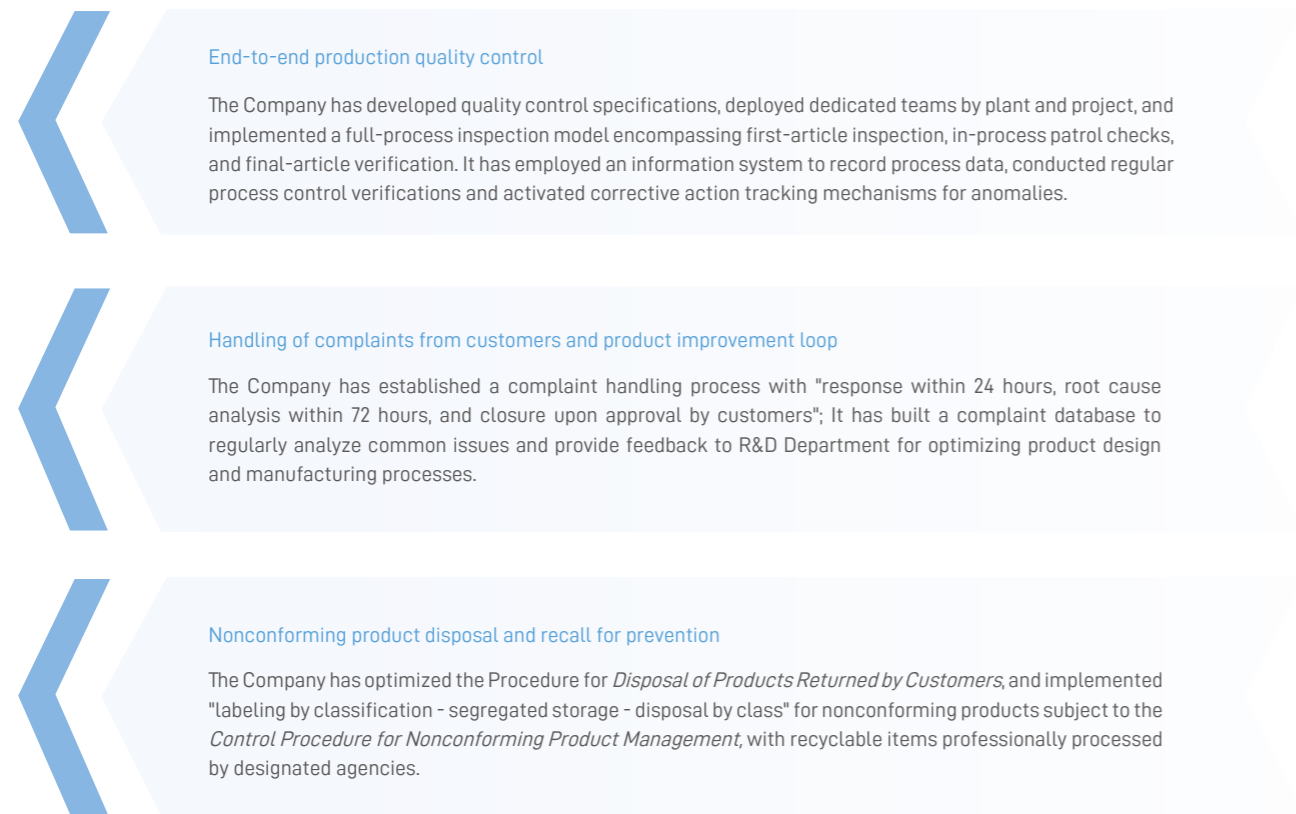 End-to-end production quality control
The Company has developed quality control specifications, deployed dedicated teams by plant and project, and
implemented a full-process inspection model encompassing first-article inspection, in-process patrol checks,
and final-article verification. It has employed an information system to record process data, conducted regular
process control verifications and activated corrective action tracking mechanisms for anomalies.
Handling of complaints from customers and product improvement loop
The Company has established a complaint handling process with "response within 24 hours, root cause
analysis within 72 hours, and closure upon approval by customers"; It has built a complaint database to
regularly analyze common issues and provide feedback to R&D Department for optimizing product design
and manufacturing processes.
Nonconforming product disposal and recall for prevention
The Company has optimized the Procedure for Disposal of Products Returned by Customers, and implemented
"labeling by classification - segregated storage - disposal by class" for nonconforming products subject to the
Control Procedure for Nonconforming Product Management, with recyclable items professionally processed
by designated agencies.